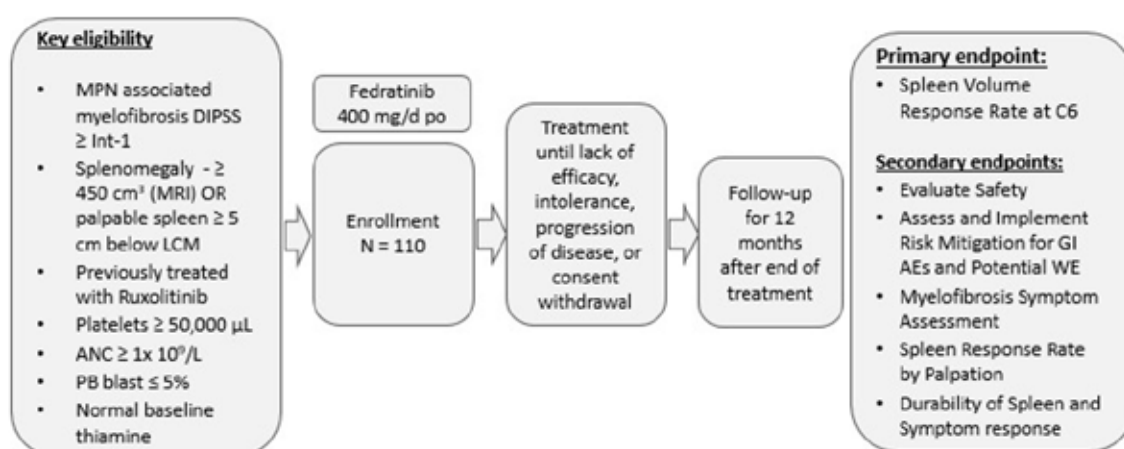 Key eligibility
• MPN associated
myelofibrosis DIPSS
≥ Int-1
• Splenomegaly - ≥
450 cm³ (MRI) OR
palpable spleen ≥ 5
cm below LCM
• Previously treated
with Ruxolitinib
• Platelets ≥ 50,000 µL
• ANC ≥ 1x 10⁹/L
• PB blast ≤ 5%
• Normal baseline
thiamine
Fedratinib
400 mg/d po
Enrollment
N = 110
Treatment
until lack of
efficacy,
intolerance,
progression
of disease, or
consent
withdrawal
Follow-up
for 12
months
after end of
treatment
Primary endpoint:
• Spleen Volume
Response Rate at C6
Secondary endpoints:
• Evaluate Safety
• Assess and Implement
Risk Mitigation for GI
AEs and Potential WE
• Myelofibrosis Symptom
Assessment
• Spleen Response Rate
by Palpation
• Durability of Spleen and
Symptom response